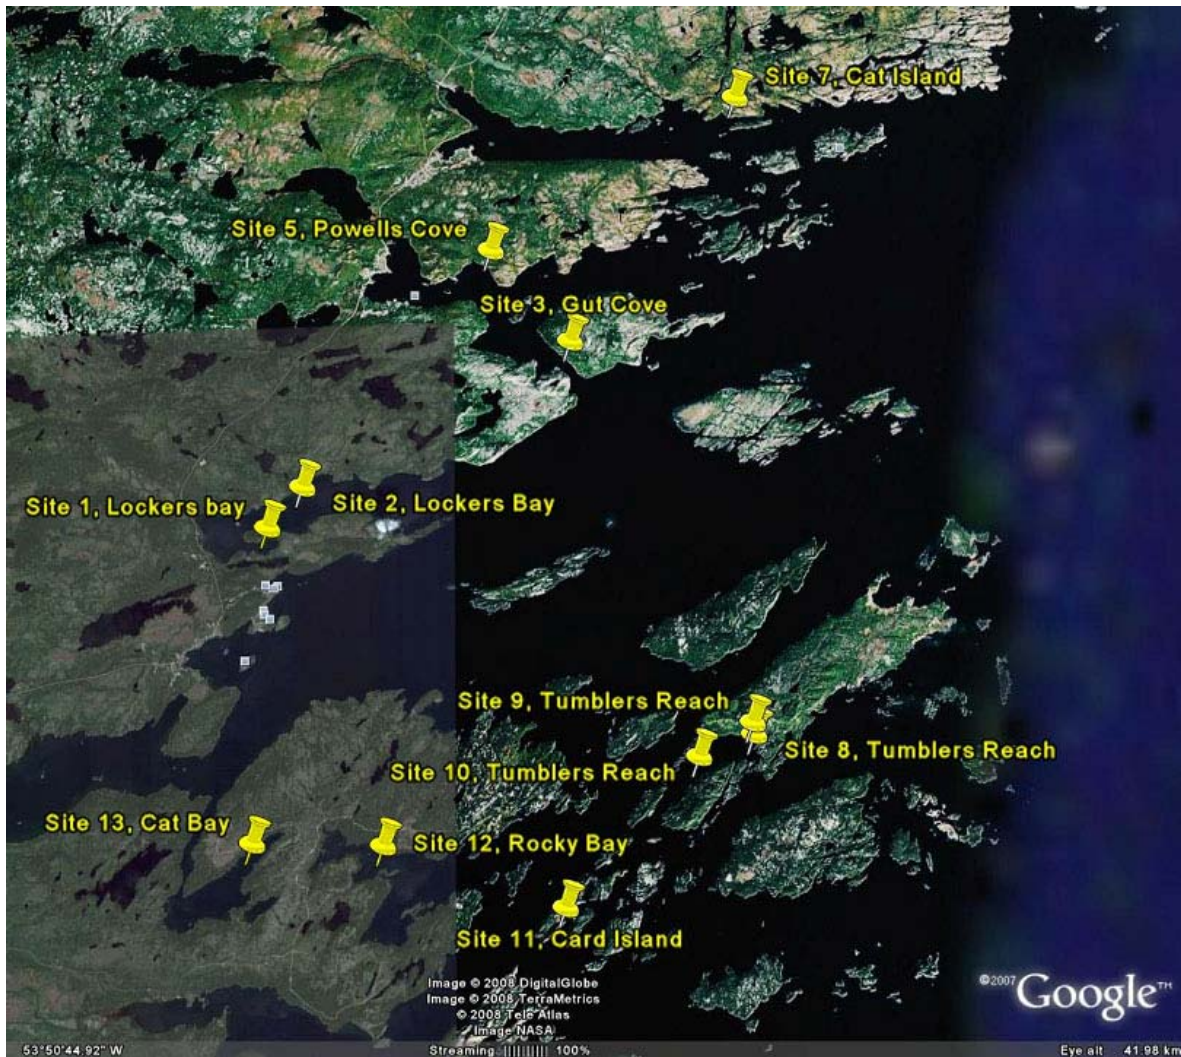 Site 7, Cat Island
Site 5, Powells Cove
Site 3, Gut Cove
Site 1, Lockers bay
Site 2, Lockers Bay
Site 9, Tumblers Reach
Site 8, Tumblers Reach
Site 10, Tumblers Reach
Site 13, Cat Bay
Site 12, Rocky Bay
Site 11, Card Island
Image © 2008 DigitalGlobe
Image © 2008 TerraMetrics
© 2008 Tele Atlas
Image NASA
©2007 Google™
53°50'44.92" W
Streaming ||||||||| 100%
Eye alt 41.98 km